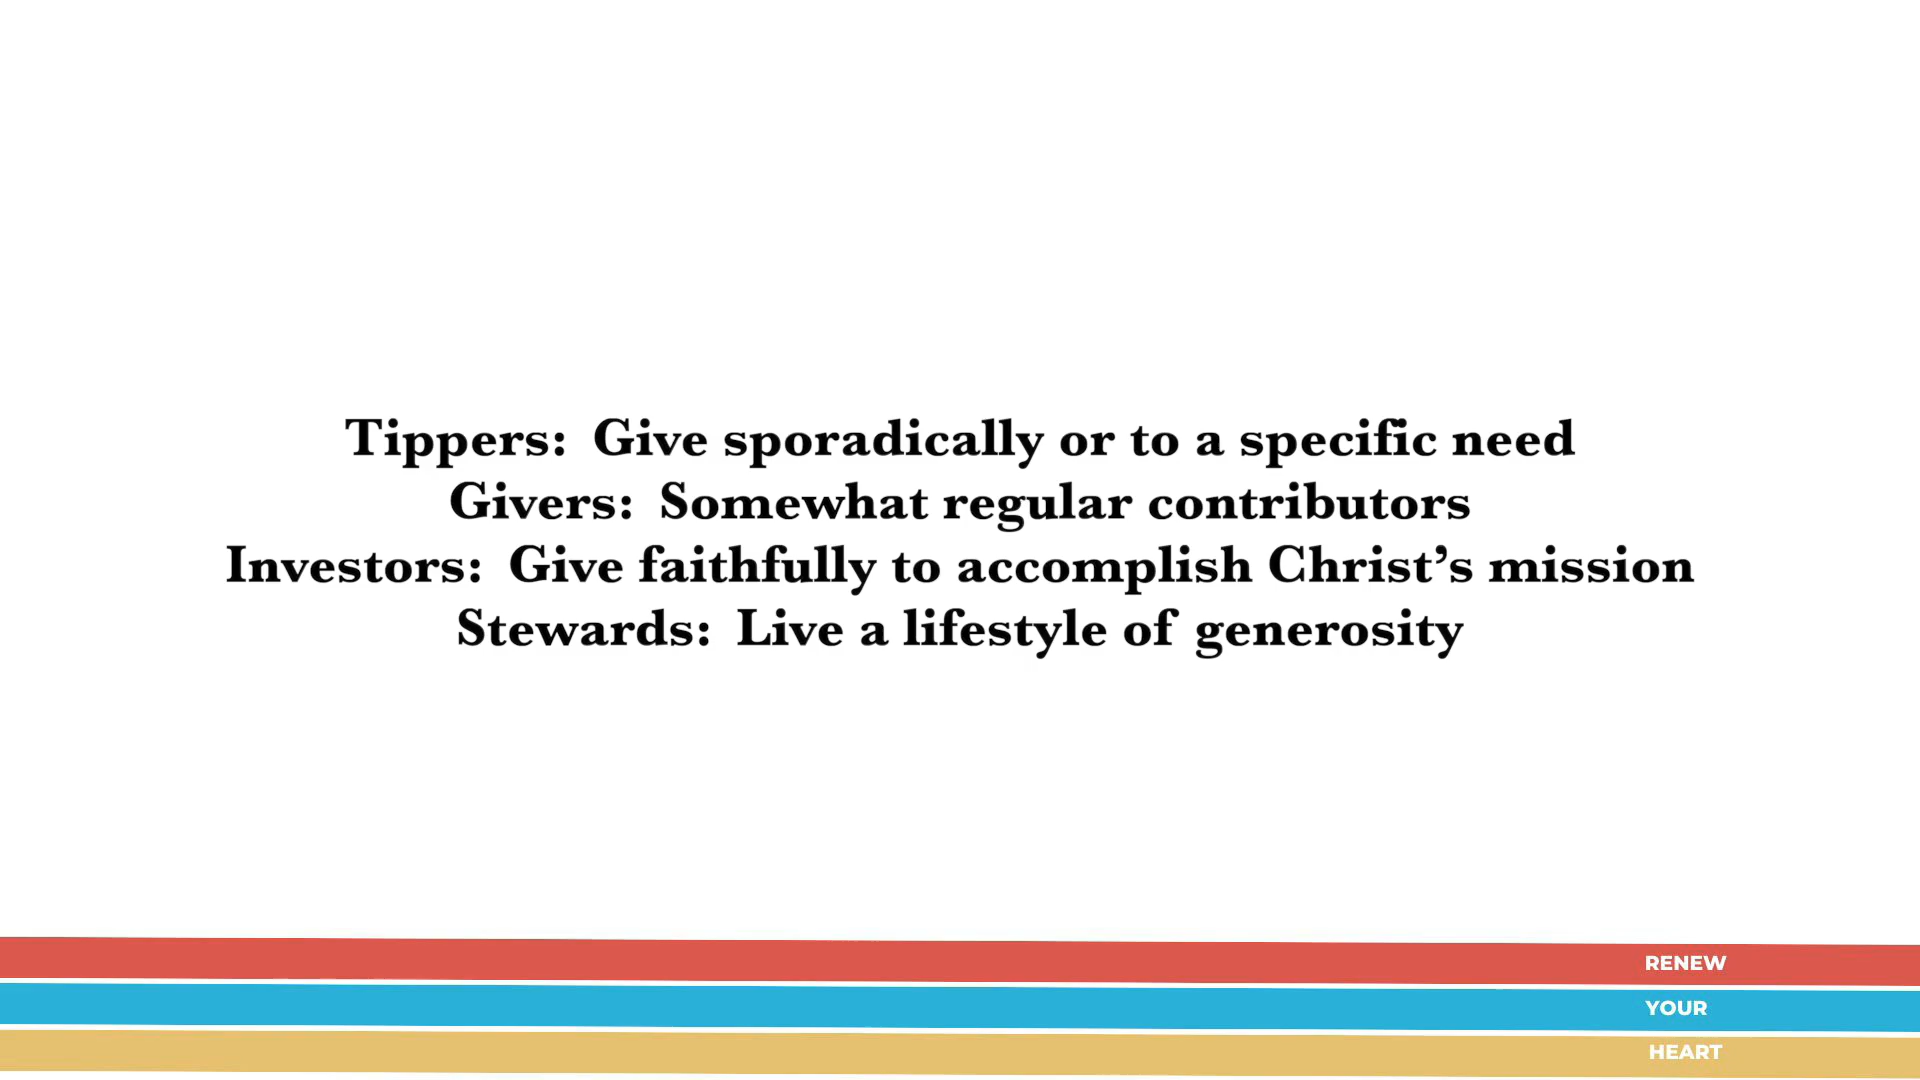 Tippers: Give sporadically or to a specific need
Givers: Somewhat regular contributors
Investors: Give faithfully to accomplish Christ’s mission
Stewards: Live a lifestyle of generosity
RENEW
YOUR
HEART